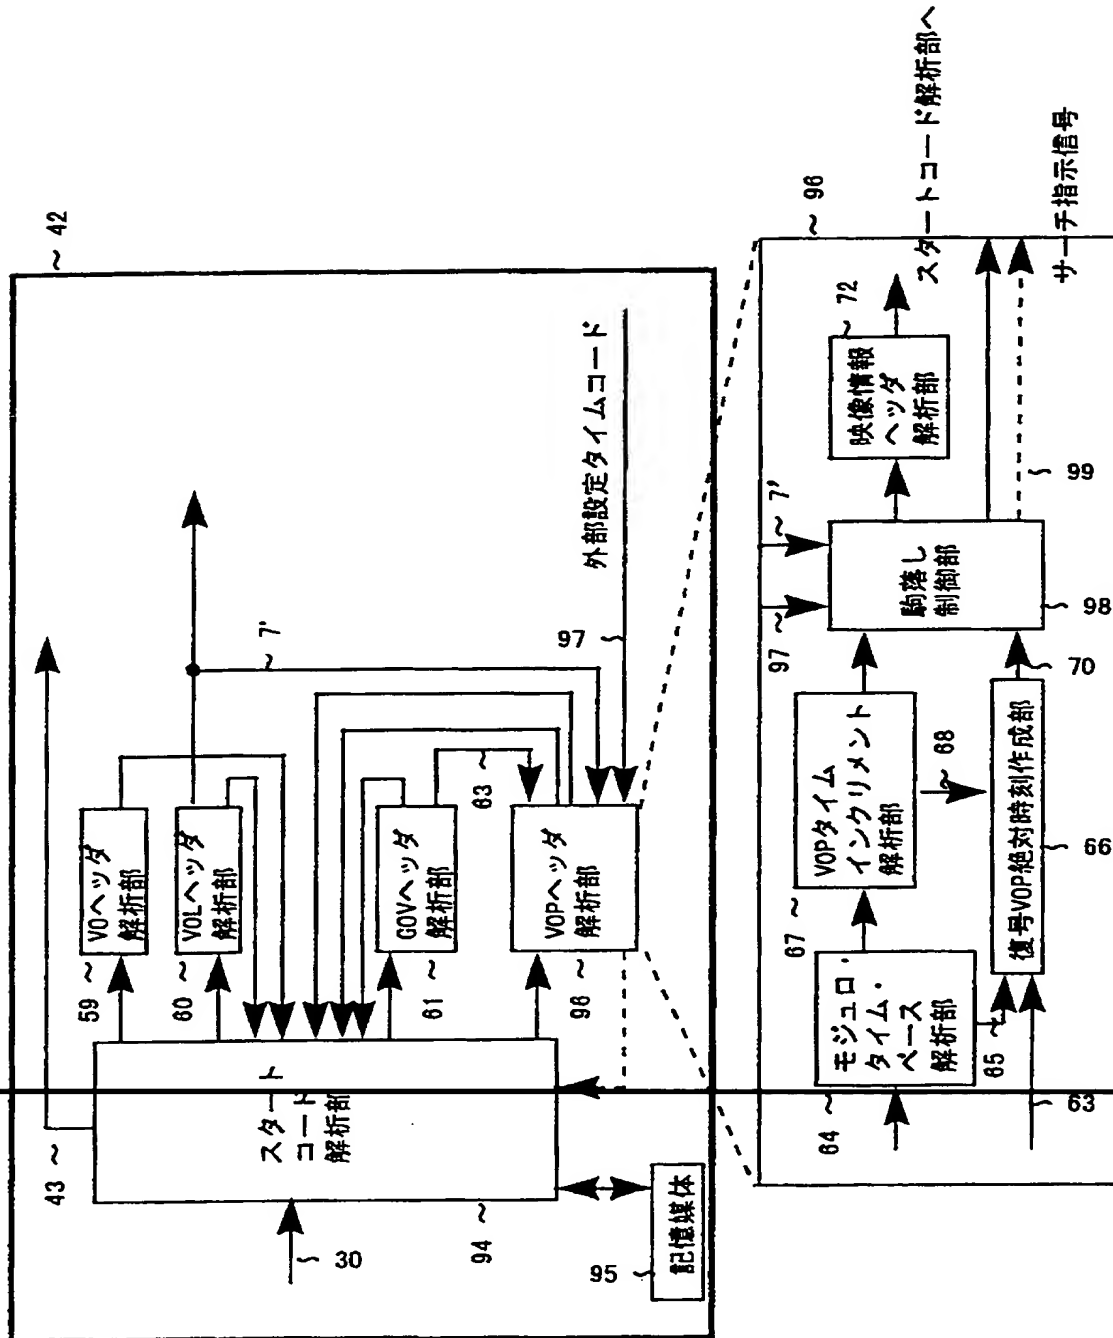 42
43
59
VOヘッダ
解析部
60
VOLヘッダ
解析部
61
GOVヘッダ
解析部
98
VOPヘッダ
解析部
7'
63
97
外部設定タイムコード
スタート
コード
解析部
30
94
95
記憶媒体
96
スタートコード解析部へ
サーチ指示信号
64
モジュロ・
タイム・
ベース
解析部
65
63
67
VOPタイム
インクリメント
解析部
68
復号VOP絶対時刻作成部
66
70
97
7'
駒落し
制御部
98
72
映像情報
ヘッダ
解析部
99